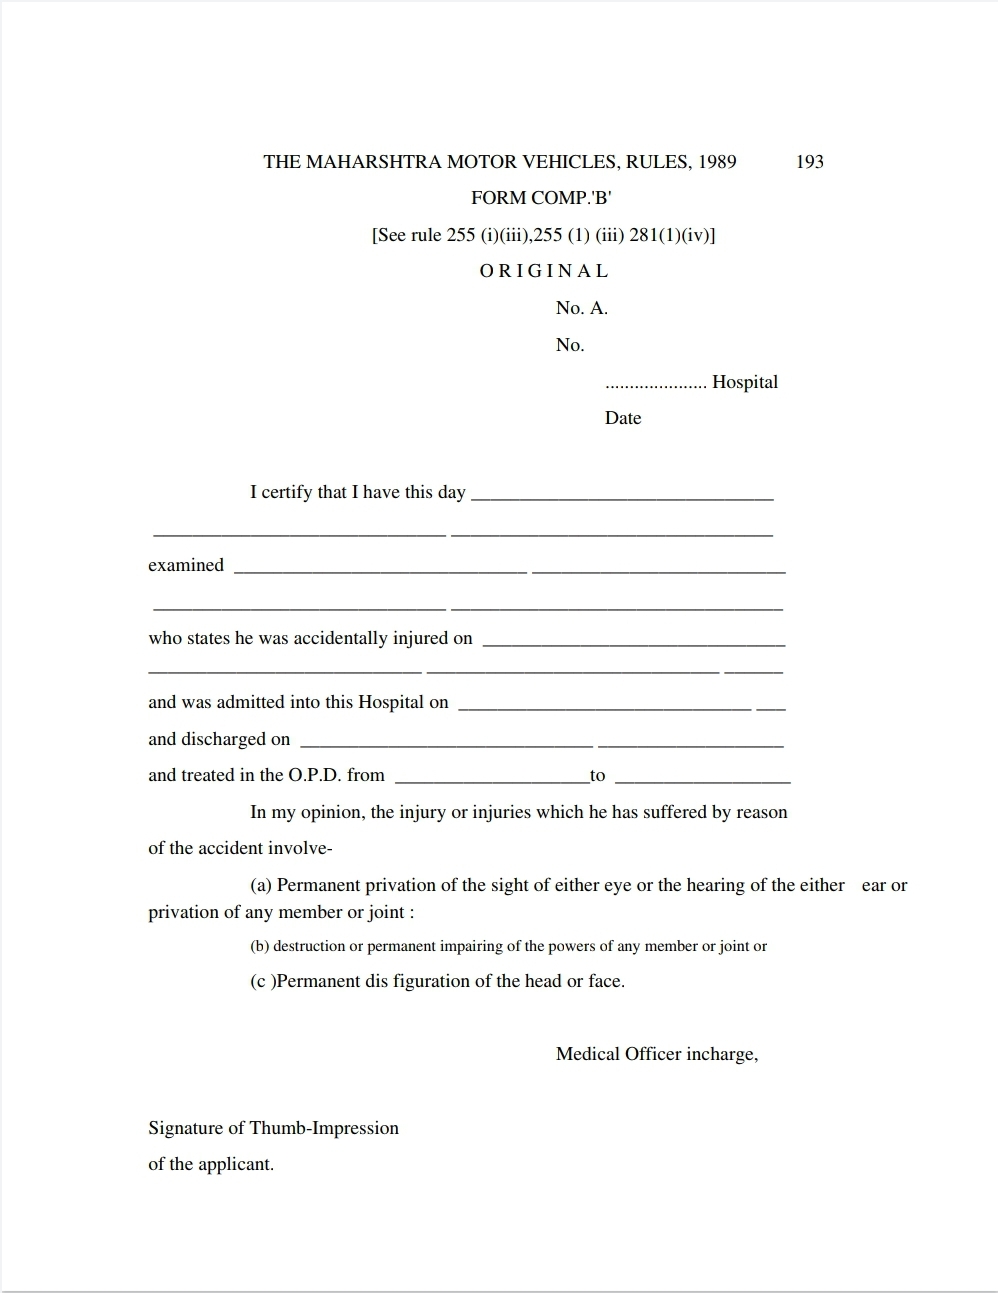 THE MAHARSHTRA MOTOR VEHICLES, RULES, 1989 193
FORM COMP.'B'
[See rule 255 (i)(iii),255 (1) (iii) 281(1)(iv)]
O R I G I N A L
No. A.
No.
..................... Hospital
Date
I certify that I have this day _______________________________
______________________________ _________________________________
examined ______________________________ __________________________
______________________________ __________________________________
who states he was accidentally injured on _______________________________
____________________________ ______________________________ ______
and was admitted into this Hospital on ______________________________ ___
and discharged on ______________________________ ___________________
and treated in the O.P.D. from ____________________to __________________
In my opinion, the injury or injuries which he has suffered by reason
of the accident involve-
(a) Permanent privation of the sight of either eye or the hearing of the either ear or
privation of any member or joint :
(b) destruction or permanent impairing of the powers of any member or joint or
(c )Permanent dis figuration of the head or face.
Medical Officer incharge,
Signature of Thumb-Impression
of the applicant.